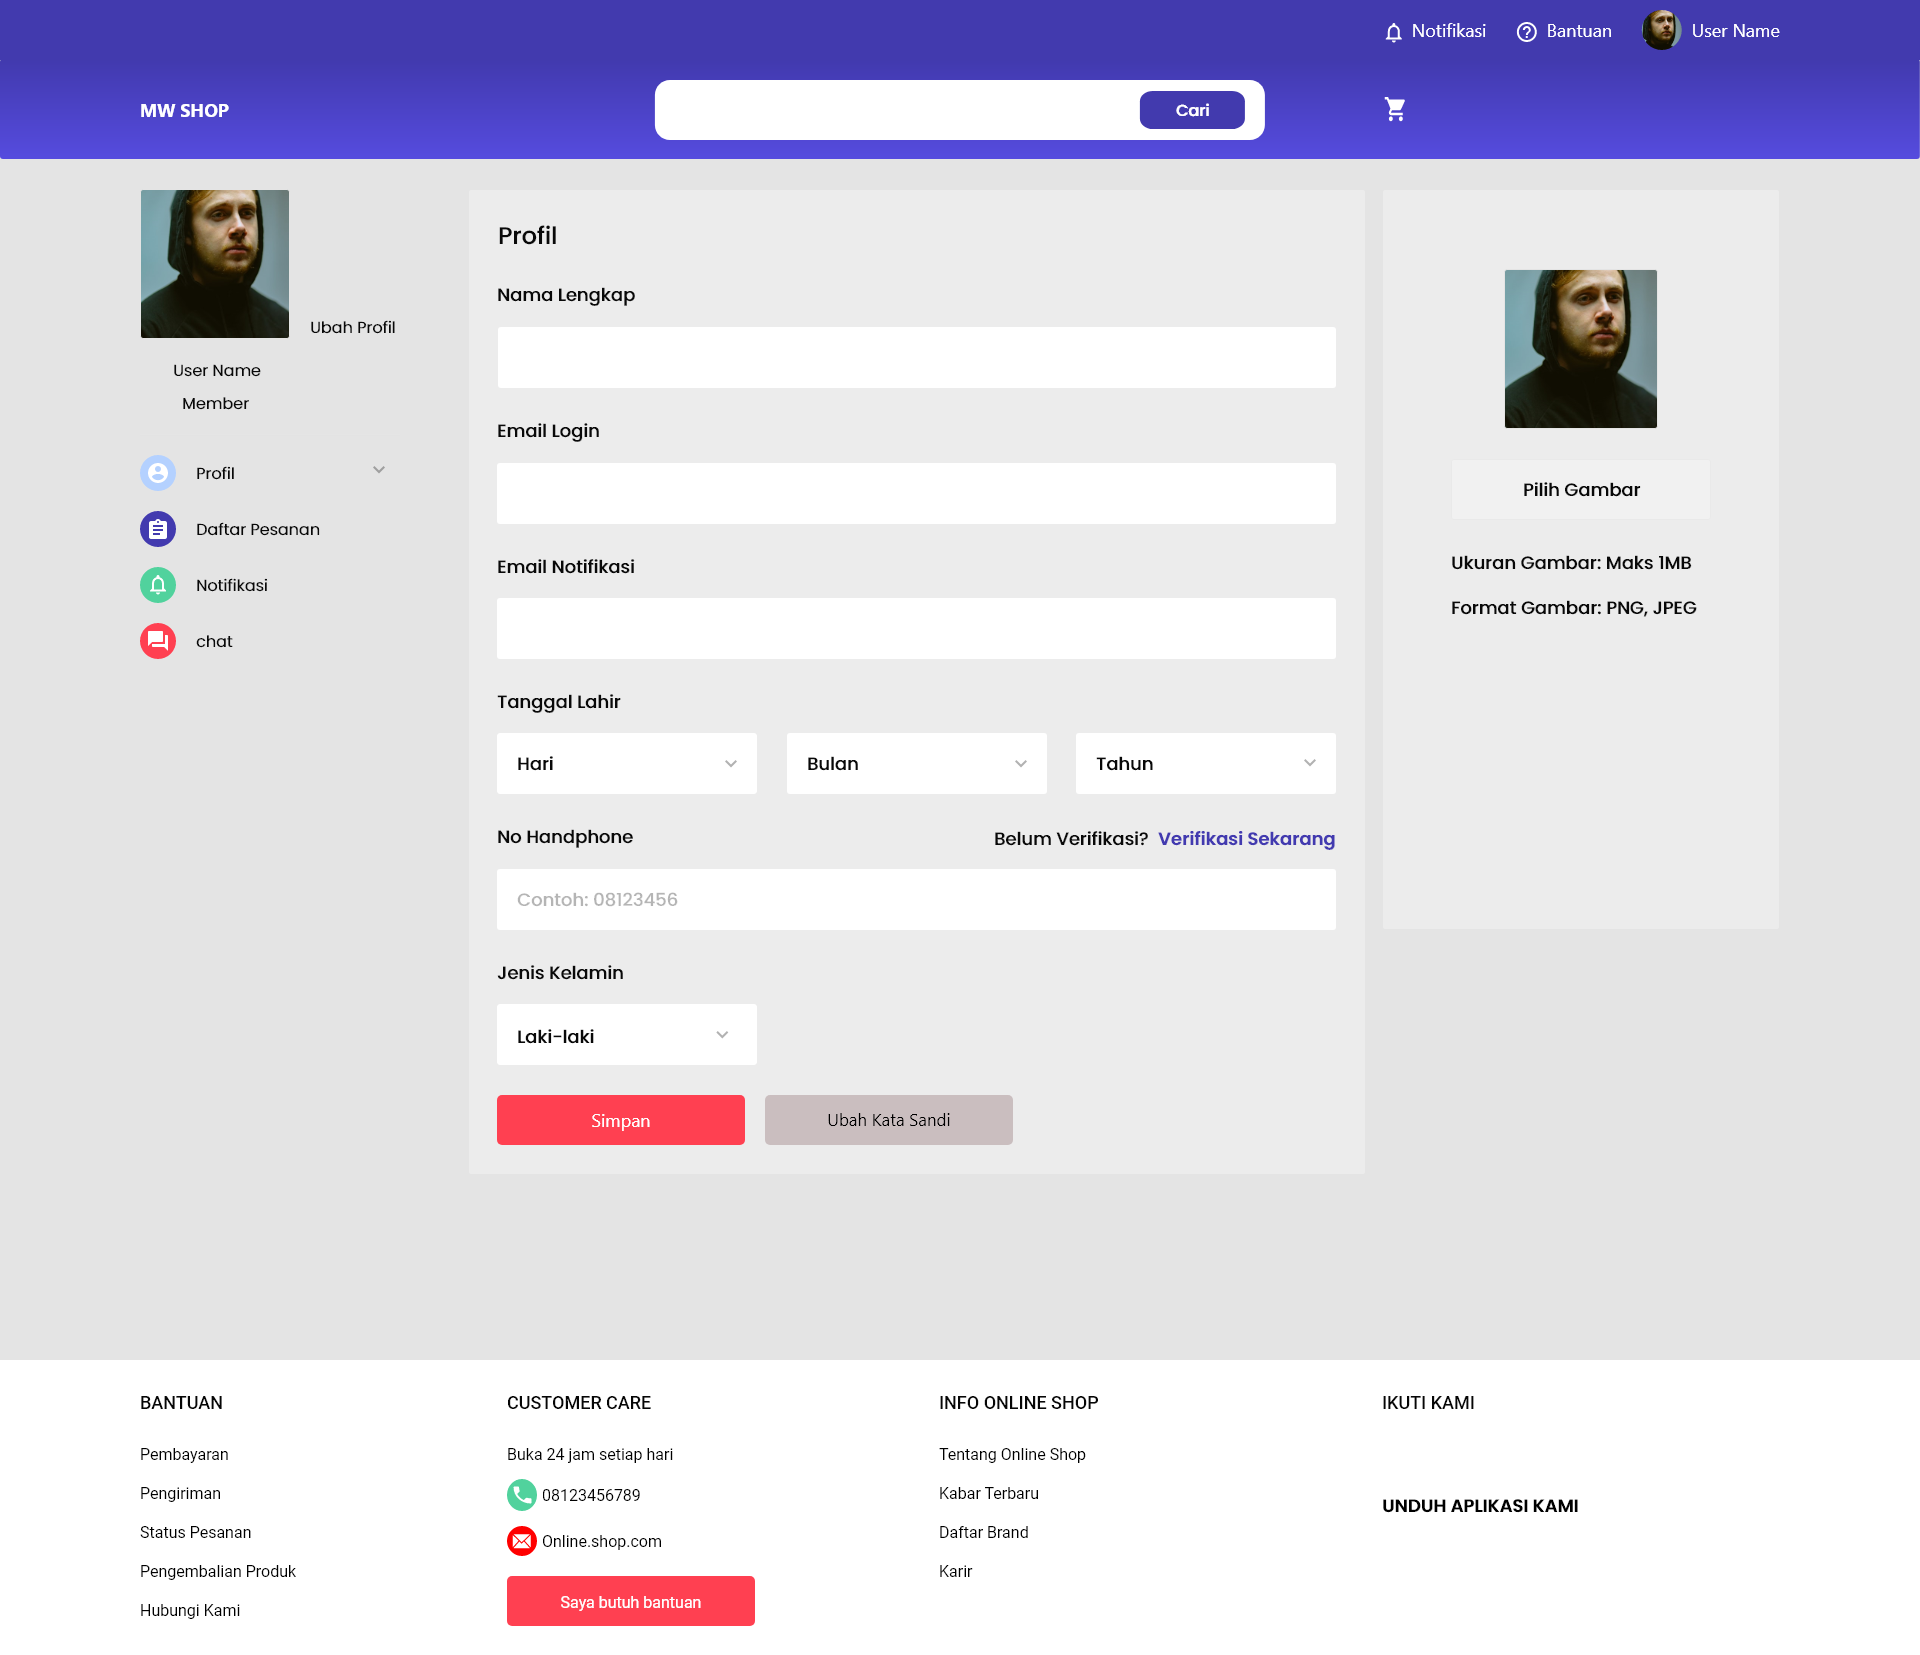 Notifikasi
Bantuan
User Name
MW SHOP
Cari
Ubah Profil
User Name
Member
Profil
Daftar Pesanan
Notifikasi
chat
Profil
Nama Lengkap
Email Login
Email Notifikasi
Tanggal Lahir
Hari
Bulan
Tahun
No Handphone
Belum Verifikasi? Verifikasi Sekarang
Contoh: 08123456
Jenis Kelamin
Laki-laki
Simpan
Ubah Kata Sandi
Pilih Gambar
Ukuran Gambar: Maks 1MB
Format Gambar: PNG, JPEG
BANTUAN
Pembayaran
Pengiriman
Status Pesanan
Pengembalian Produk
Hubungi Kami
CUSTOMER CARE
Buka 24 jam setiap hari
08123456789
Online.shop.com
Saya butuh bantuan
INFO ONLINE SHOP
Tentang Online Shop
Kabar Terbaru
Daftar Brand
Karir
IKUTI KAMI
UNDUH APLIKASI KAMI